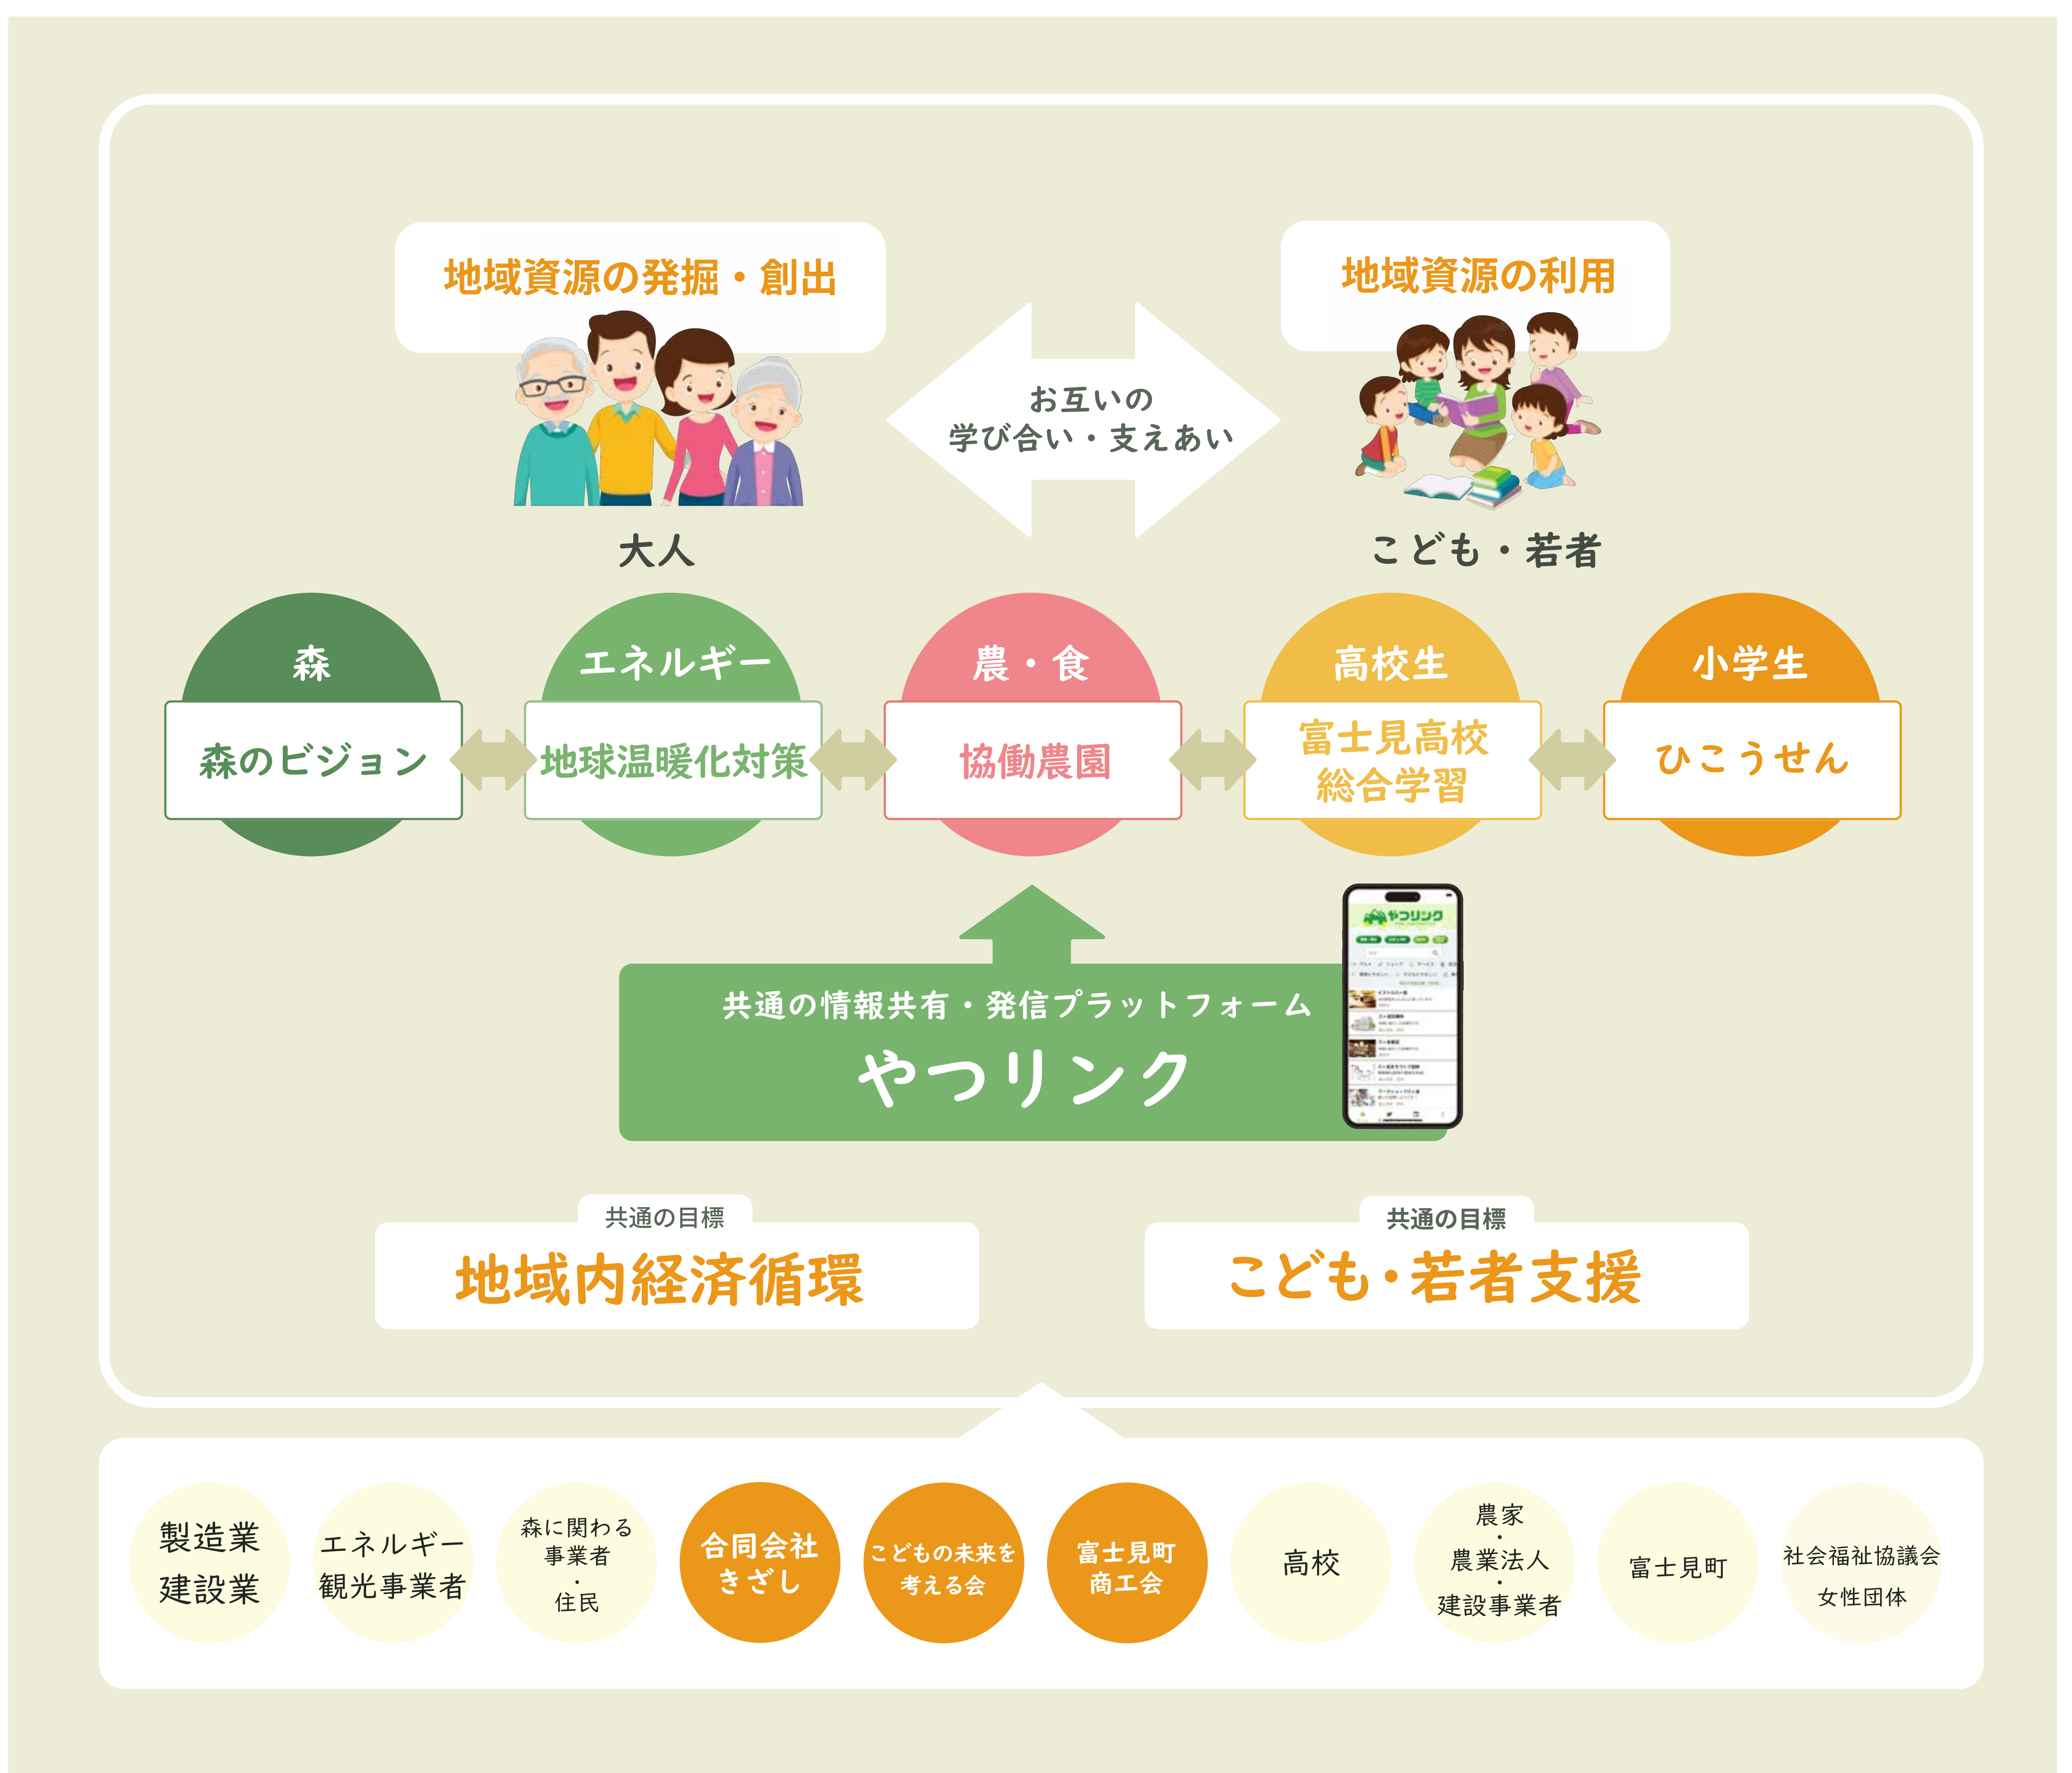 地域資源の発掘・創出
地域資源の利用
お互いの
学び合い・支えあい
大人
こども・若者
森
森のビジョン
エネルギー
地球温暖化対策
農・食
協働農園
高校生
富士見高校
総合学習
小学生
ひこうせん
共通の情報共有・発信プラットフォーム
やつリンク
やつリンク
共通の目標
地域内経済循環
共通の目標
こども・若者支援
製造業
建設業
エネルギー
観光事業者
森に関わる
事業者
・
住民
合同会社
きざし
こどもの未来を
考える会
富士見町
商工会
高校
農家
・
農業法人
・
建設事業者
富士見町
社会福祉協議会
女性団体